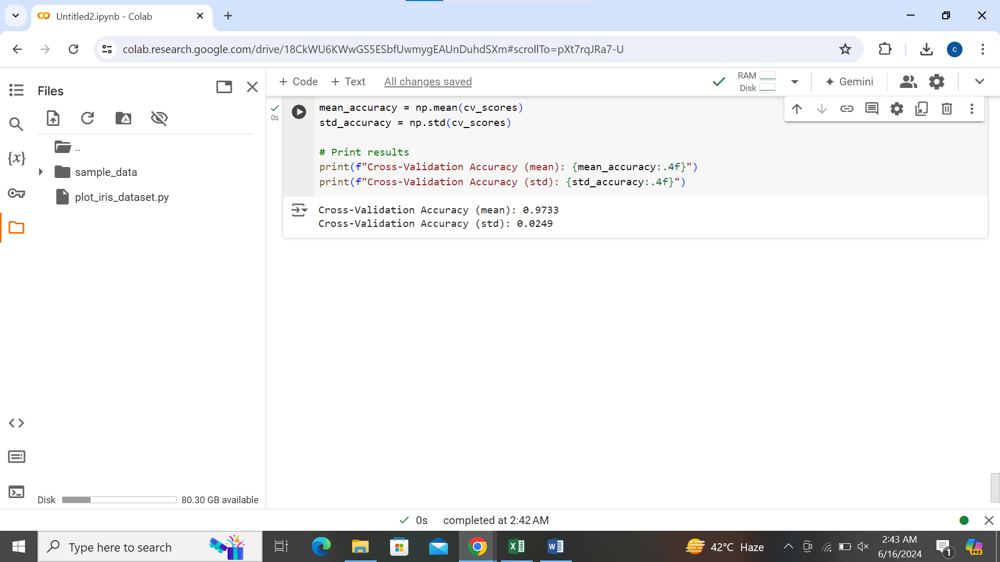 Untitled2.ipynb - Colab
colab.research.google.com/drive/18CkWU6KWwGS5ESbfUwmygEAUnDuhdSXm#scrollTo=pXt7rqJRa7-U
C
Files
+ Code + Text All changes saved
RAM
Disk
Gemini
..
sample_data
plot_iris_dataset.py
{x}
0s
mean_accuracy = np.mean(cv_scores)
std_accuracy = np.std(cv_scores)
# Print results
print(f"Cross-Validation Accuracy (mean): {mean_accuracy:.4f}")
print(f"Cross-Validation Accuracy (std): {std_accuracy:.4f}")
Cross-Validation Accuracy (mean): 0.9733
Cross-Validation Accuracy (std): 0.0249
Disk 80.30 GB available
0s completed at 2:42 AM
Type here to search
42°C Haze
2:43 AM
6/16/2024
1
PRE